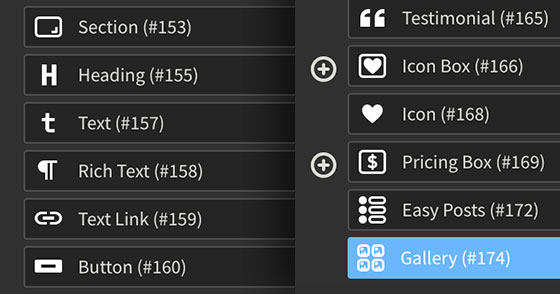 Section (#153)
Heading (#155)
Text (#157)
Rich Text (#158)
Text Link (#159)
Button (#160)
Testimonial (#165)
Icon Box (#166)
Icon (#168)
Pricing Box (#169)
Easy Posts (#172)
Gallery (#174)